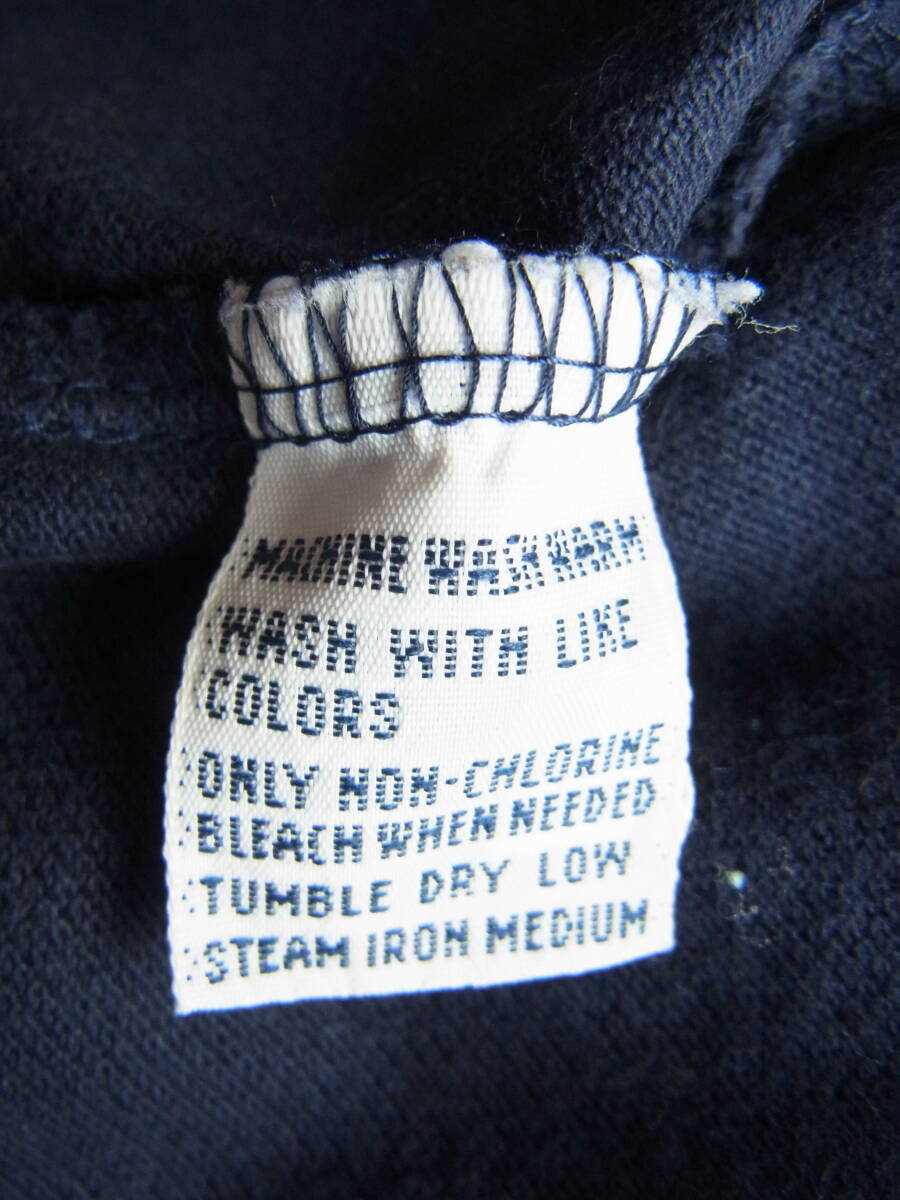 MACHINE WASH WARM
WASH WITH LIKE
COLORS
ONLY NON-CHLORINE
BLEACH WHEN NEEDED
TUMBLE DRY LOW
STEAM IRON MEDIUM